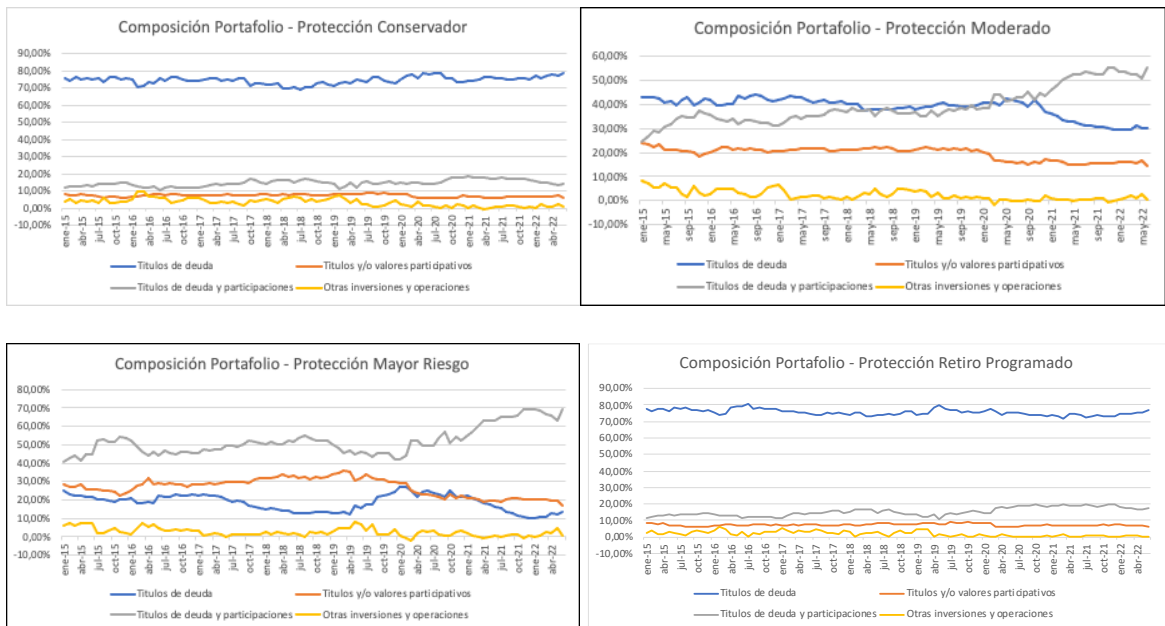 Composición Portafolio - Protección Conservador
90,00%
80,00%
70,00%
60,00%
50,00%
40,00%
30,00%
20,00%
10,00%
0,00%
-10,00%
ene-15
abr-15
jul-15
oct-15
ene-16
abr-16
jul-16
oct-16
ene-17
abr-17
jul-17
oct-17
ene-18
abr-18
jul-18
oct-18
ene-19
abr-19
jul-19
oct-19
ene-20
abr-20
jul-20
oct-20
ene-21
abr-21
jul-21
oct-21
ene-22
abr-22
Titulos de deuda
Titulos y/o valores participativos
Titulos de deuda y participaciones
Otras inversiones y operaciones
Composición Portafolio - Protección Moderado
60,00%
50,00%
40,00%
30,00%
20,00%
10,00%
0,00%
-10,00%
ene-15
may-15
sep-15
ene-16
may-16
sep-16
ene-17
may-17
sep-17
ene-18
may-18
sep-18
ene-19
may-19
sep-19
ene-20
may-20
sep-20
ene-21
may-21
sep-21
ene-22
may-22
Titulos de deuda
Titulos y/o valores participativos
Titulos de deuda y participaciones
Otras inversiones y operaciones
Composición Portafolio - Protección Mayor Riesgo
80,00%
70,00%
60,00%
50,00%
40,00%
30,00%
20,00%
10,00%
0,00%
-10,00%
ene-15
abr-15
jul-15
oct-15
ene-16
abr-16
jul-16
oct-16
ene-17
abr-17
jul-17
oct-17
ene-18
abr-18
jul-18
oct-18
ene-19
abr-19
jul-19
oct-19
ene-20
abr-20
jul-20
oct-20
ene-21
abr-21
jul-21
oct-21
ene-22
abr-22
Titulos de deuda
Titulos y/o valores participativos
Titulos de deuda y participaciones
Otras inversiones y operaciones
Composición Portafolio - Protección Retiro Programado
90,00%
80,00%
70,00%
60,00%
50,00%
40,00%
30,00%
20,00%
10,00%
0,00%
-10,00%
ene-15
abr-15
jul-15
oct-15
ene-16
abr-16
jul-16
oct-16
ene-17
abr-17
jul-17
oct-17
ene-18
abr-18
jul-18
oct-18
ene-19
abr-19
jul-19
oct-19
ene-20
abr-20
jul-20
oct-20
ene-21
abr-21
jul-21
oct-21
ene-22
abr-22
Titulos de deuda
Titulos y/o valores participativos
Titulos de deuda y participaciones
Otras inversiones y operaciones